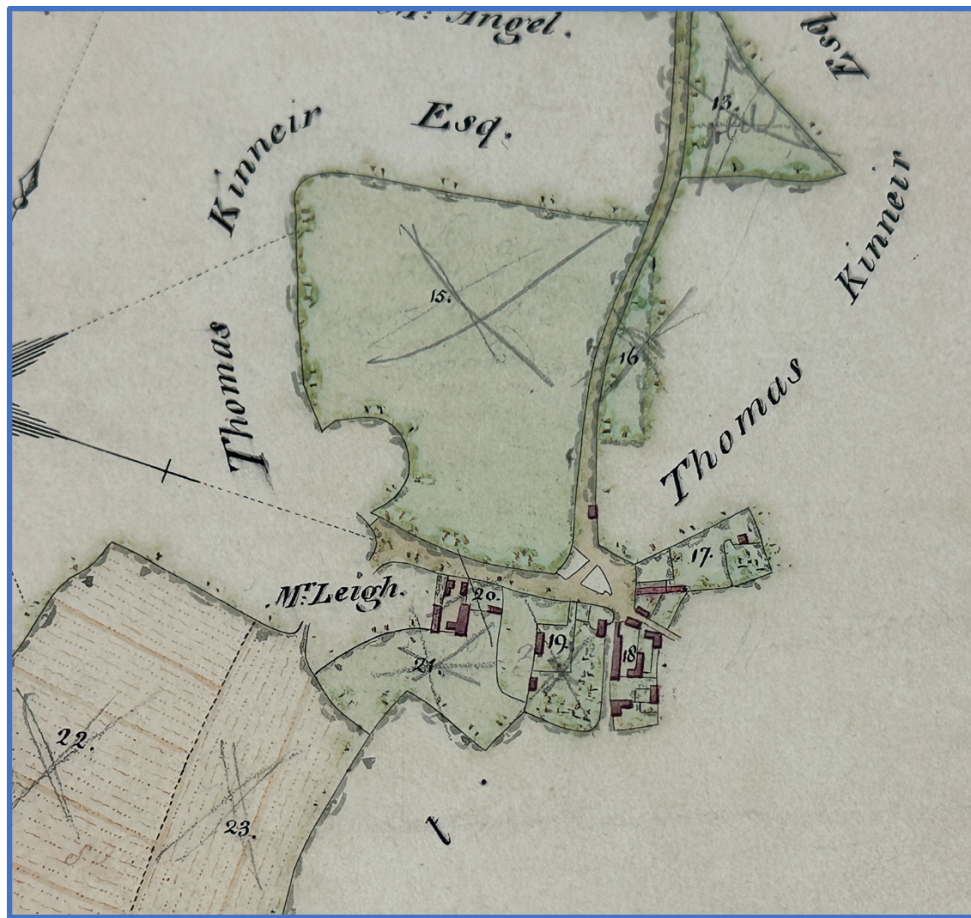 Mr. Angel.
Esq
Kinneir
Esq.
13.
Kinneir
15.
16
Thomas
Thomas
17.
Mr. Leigh.
20.
19.
18
21.
22.
23.
t